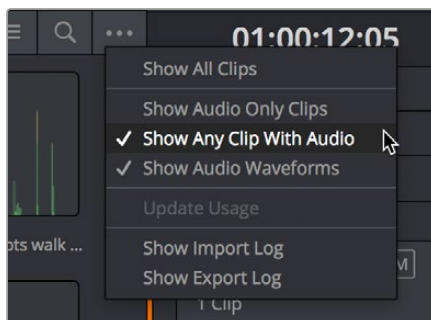 01:00:12:05
Show All Clips
Show Audio Only Clips
Show Any Clip With Audio
Show Audio Waveforms
Update Usage
Show Import Log
Show Export Log
walk ...
M
1 Clip